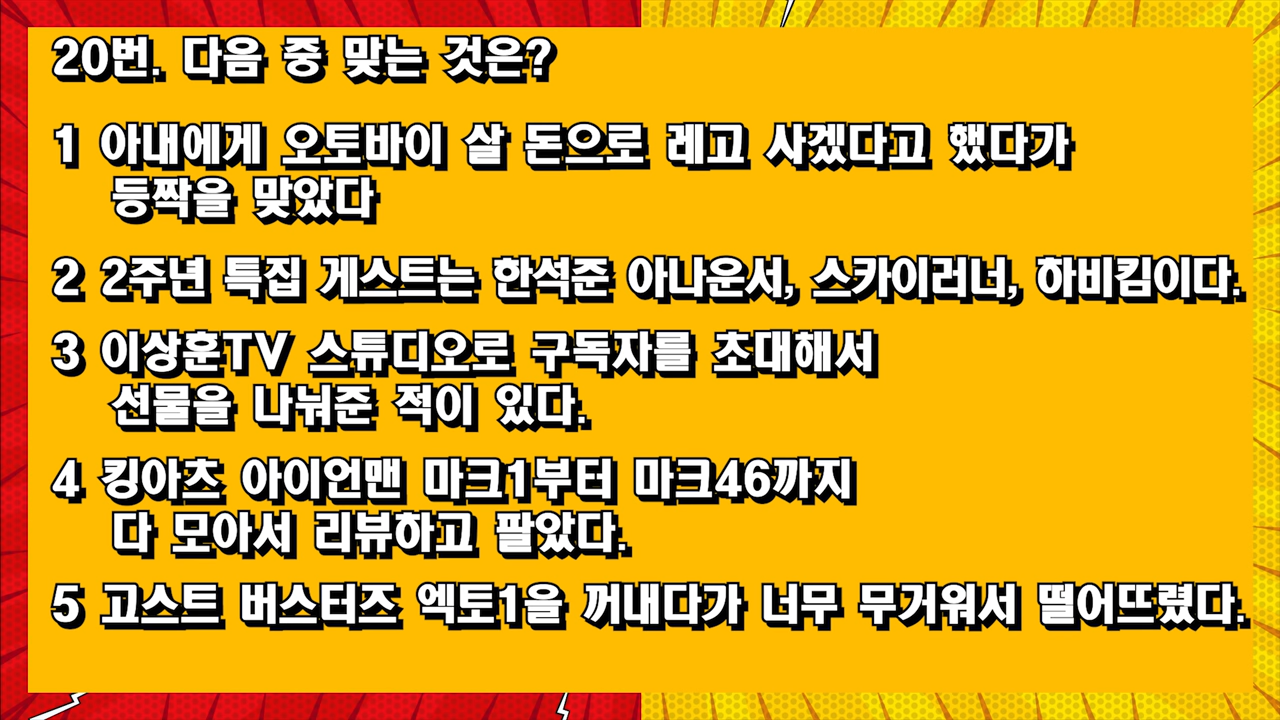 20번. 다음 중 맞는 것은?
1 아내에게 오토바이 살 돈으로 레고 사겠다고 했다가
등짝을 맞았다
2 2주년 특집 게스트는 한석준 아나운서, 스카이러너, 하비킴이다.
3 이상훈TV 스튜디오로 구독자를 초대해서
선물을 나눠준 적이 있다.
4 킹아츠 아이언맨 마크1부터 마크46까지
다 모아서 리뷰하고 팔았다.
5 고스트 버스터즈 엑토1을 꺼내다가 너무 무거워서 떨어뜨렸다.